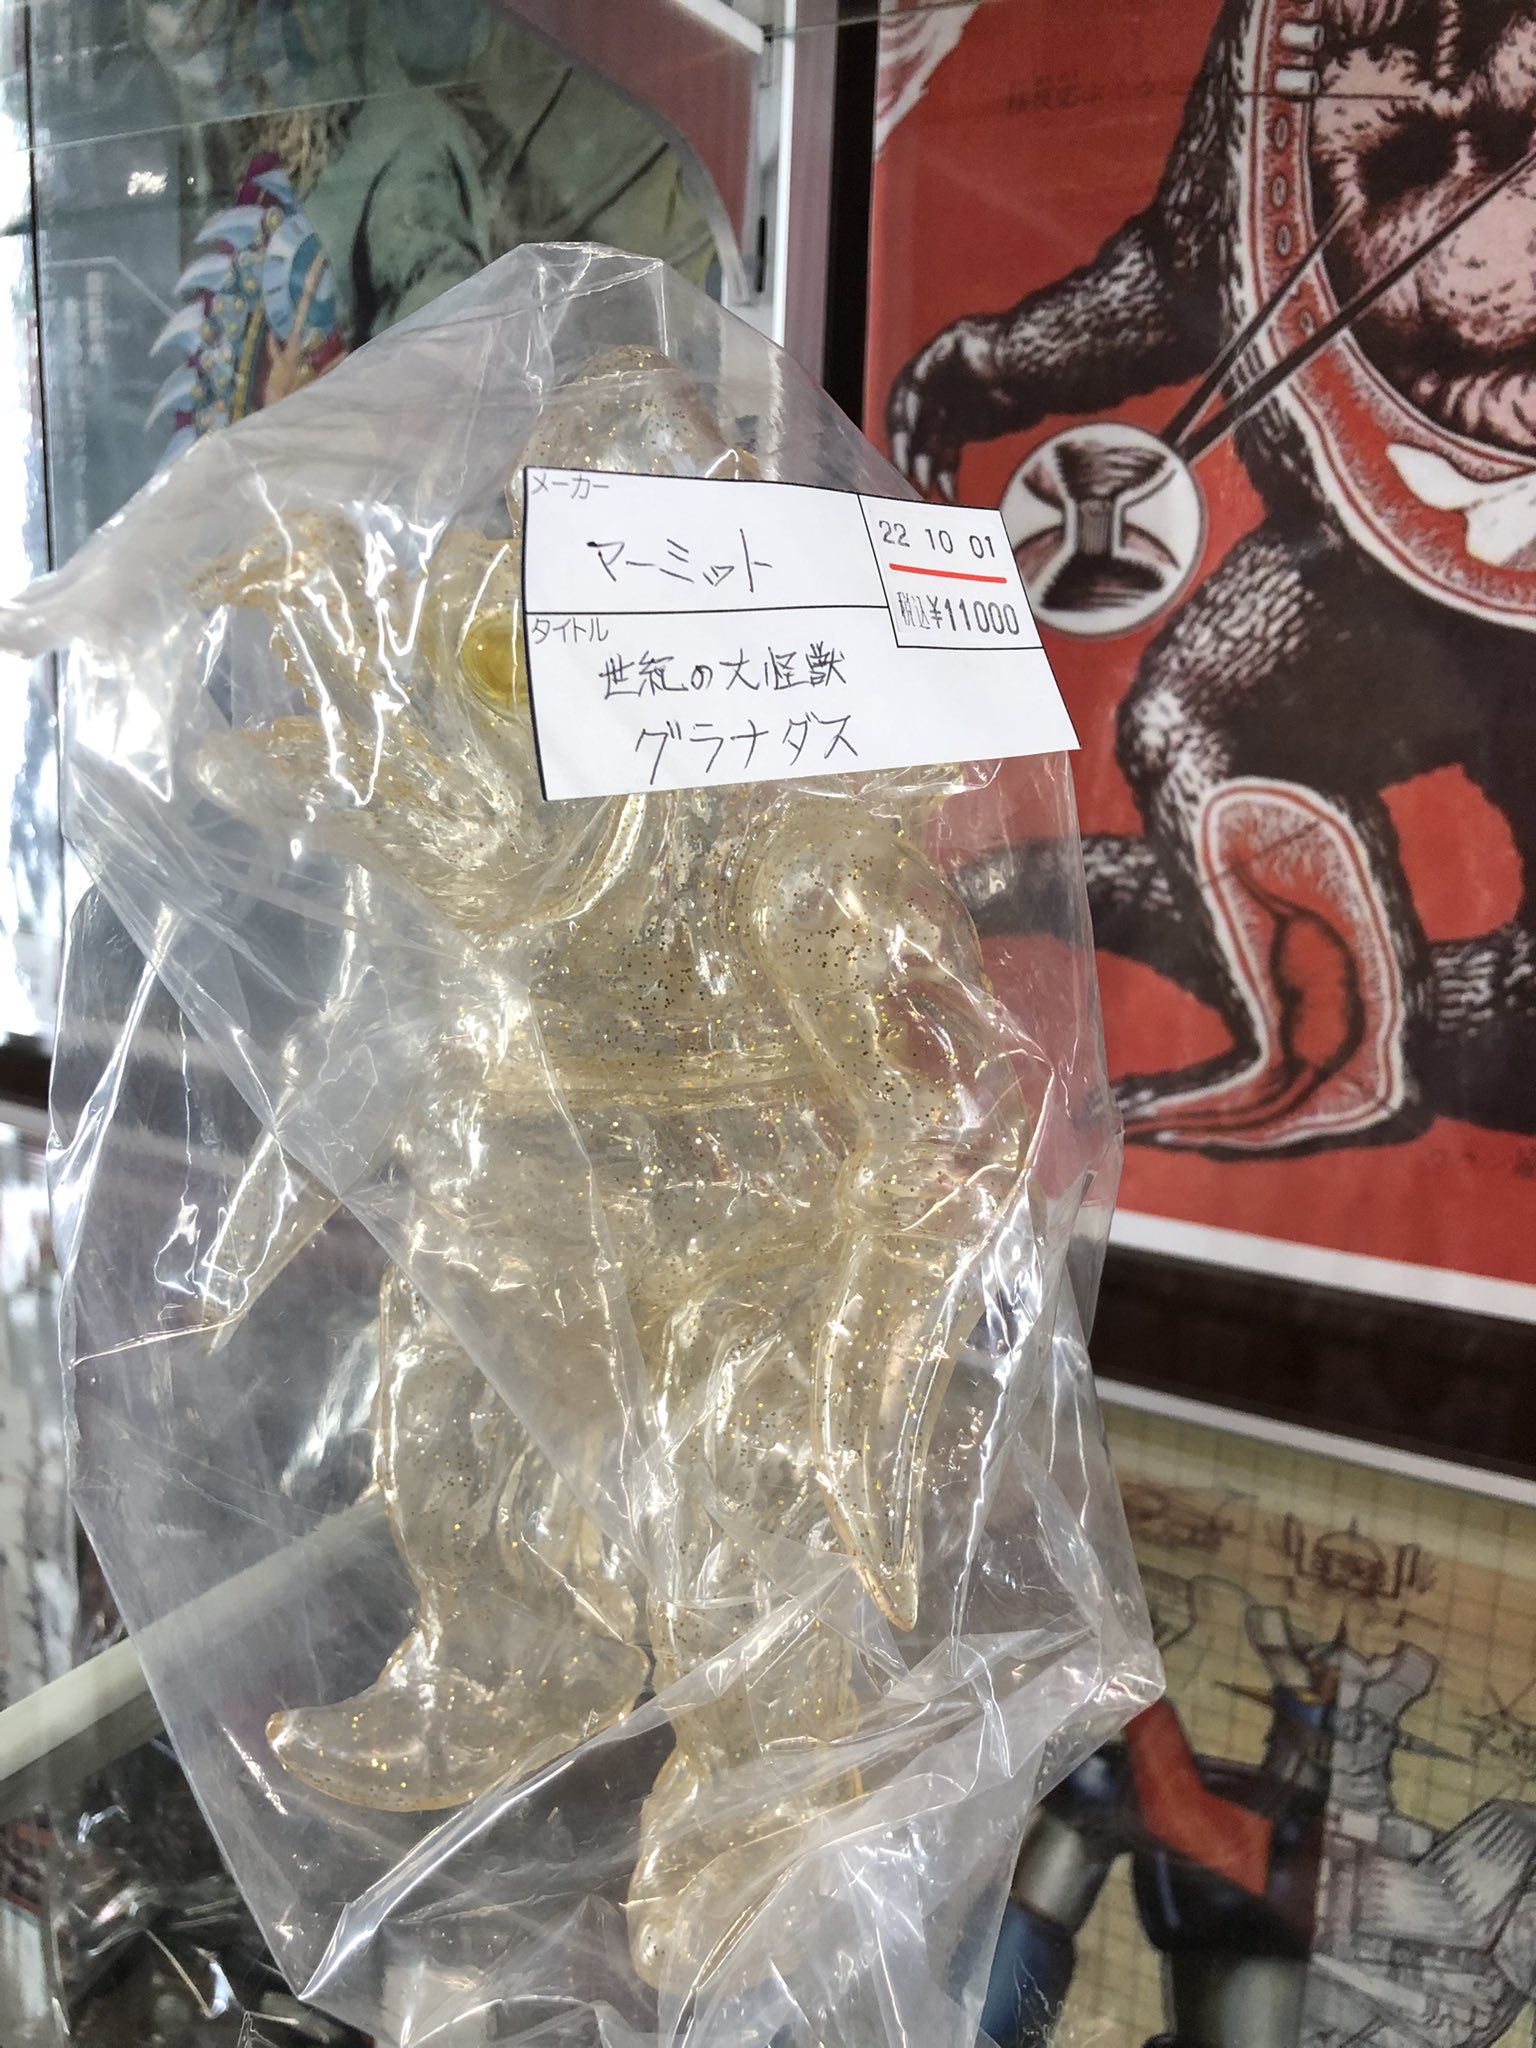 メーカー
マーミット
22 10 01
税込¥11000
タイトル
世紀の大怪獣
グラナダス